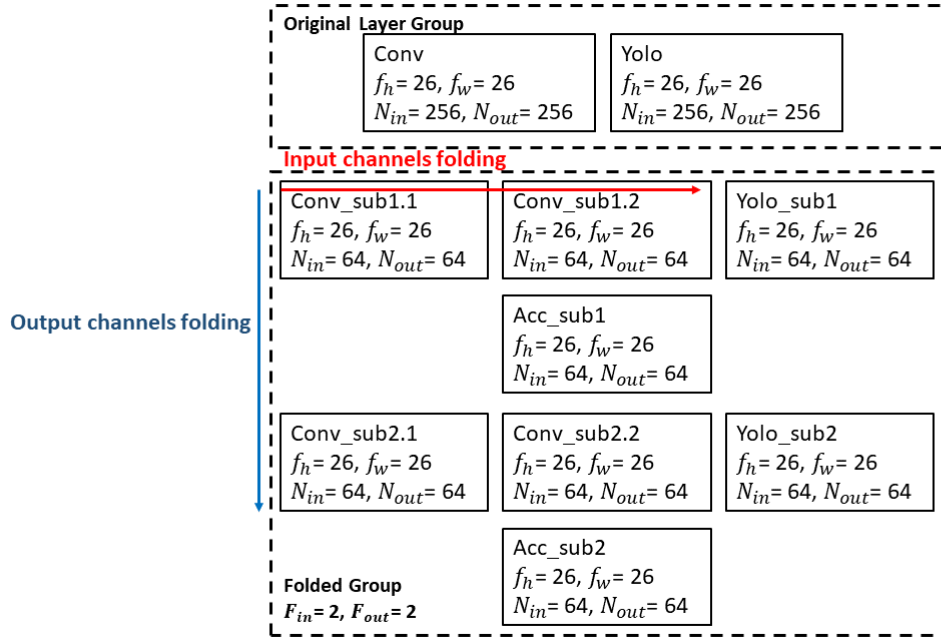 Original Layer Group
Conv
f_h= 26, f_w= 26
N_in= 256, N_out= 256
Yolo
f_h= 26, f_w= 26
N_in= 256, N_out= 256
Input channels folding
Output channels folding
Conv_sub1.1
f_h= 26, f_w= 26
N_in= 64, N_out= 64
Conv_sub1.2
f_h= 26, f_w= 26
N_in= 64, N_out= 64
Yolo_sub1
f_h= 26, f_w= 26
N_in= 64, N_out= 64
Acc_sub1
f_h= 26, f_w= 26
N_in= 64, N_out= 64
Conv_sub2.1
f_h= 26, f_w= 26
N_in= 64, N_out= 64
Conv_sub2.2
f_h= 26, f_w= 26
N_in= 64, N_out= 64
Yolo_sub2
f_h= 26, f_w= 26
N_in= 64, N_out= 64
Acc_sub2
f_h= 26, f_w= 26
N_in= 64, N_out= 64
Folded Group
F_in= 2, F_out= 2